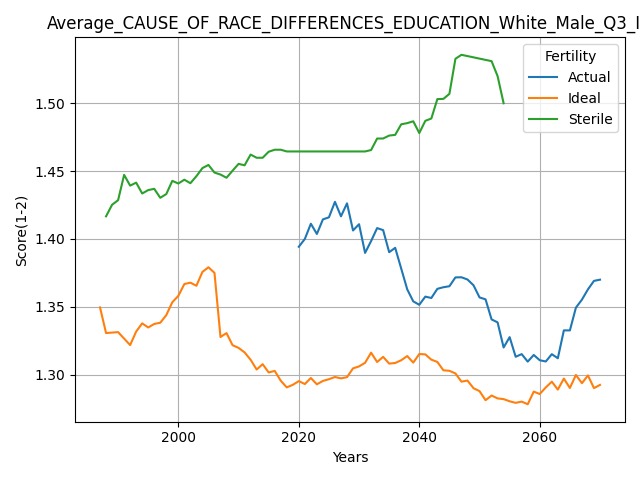 Average_CAUSE_OF_RACE_DIFFERENCES_EDUCATION_White_Male_Q3_I
Fertility
Actual
Ideal
Sterile
Score(1-2)
1.50
1.45
1.40
1.35
1.30
2000 2020 2040 2060
Years